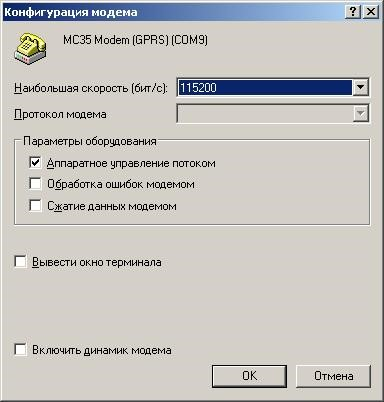 Конфигурация модема
MC35 Modem (GPRS) (COM9)
Наибольшая скорость (бит/с): 115200
Протокол модема
Параметры оборудования
Аппаратное управление потоком
Обработка ошибок модемом
Сжатие данных модемом
Вывести окно терминала
Включить динамик модема
OK Отмена